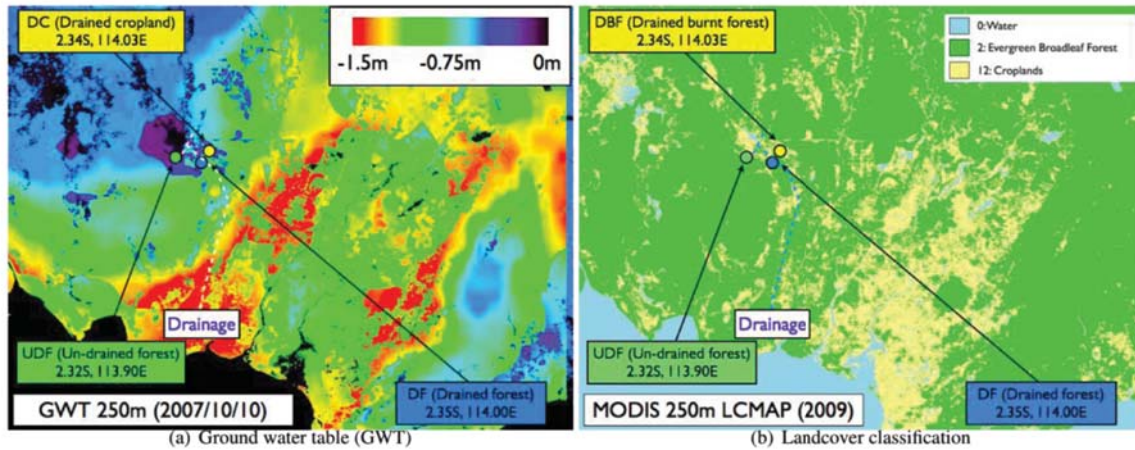 DC (Drained cropland)
2.34S, 114.03E
-1.5m -0.75m 0m
Drainage
UDF (Un-drained forest)
2.32S, 113.90E
DF (Drained forest)
2.35S, 114.00E
GWT 250m (2007/10/10)
(a) Ground water table (GWT)
DBF (Drained burnt forest)
2.34S, 114.03E
0:Water
2: Evergreen Broadleaf Forest
12: Croplands
Drainage
UDF (Un-drained forest)
2.32S, 113.90E
DF (Drained forest)
2.35S, 114.00E
MODIS 250m LCMAP (2009)
(b) Landcover classification